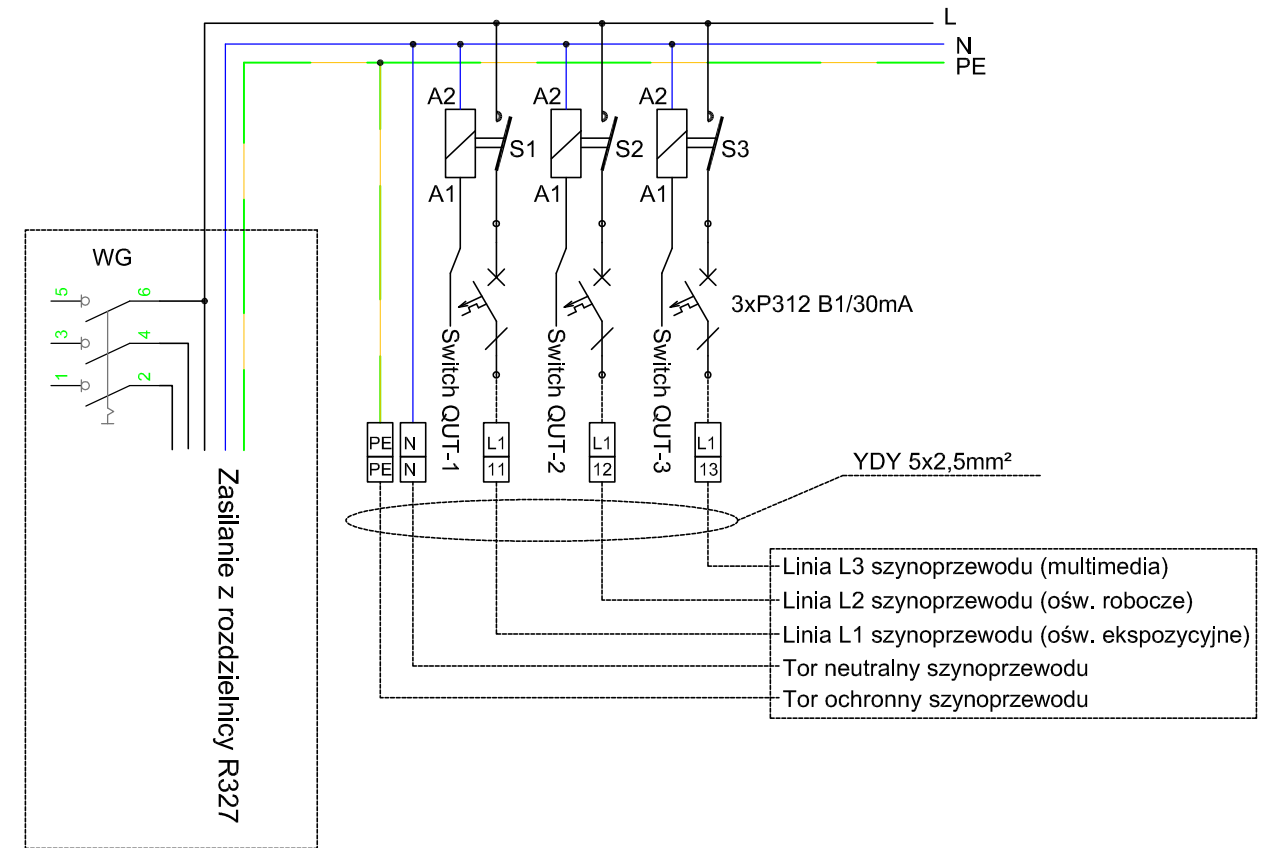 L
N
PE
A2
A2
A2
S1
S2
S3
A1
A1
A1
WG
5
6
3
4
1
2
3xP312 B1/30mA
Switch QUT-1
Switch QUT-2
Switch QUT-3
PE
N
L1
L1
L1
PE
N
11
12
13
YDY 5x2,5mm²
Zasilanie z rozdzielnicy R327
Linia L3 szynoprzewodu (multimedia)
Linia L2 szynoprzewodu (ośw. robocze)
Linia L1 szynoprzewodu (ośw. ekspozycyjne)
Tor neutralny szynoprzewodu
Tor ochronny szynoprzewodu